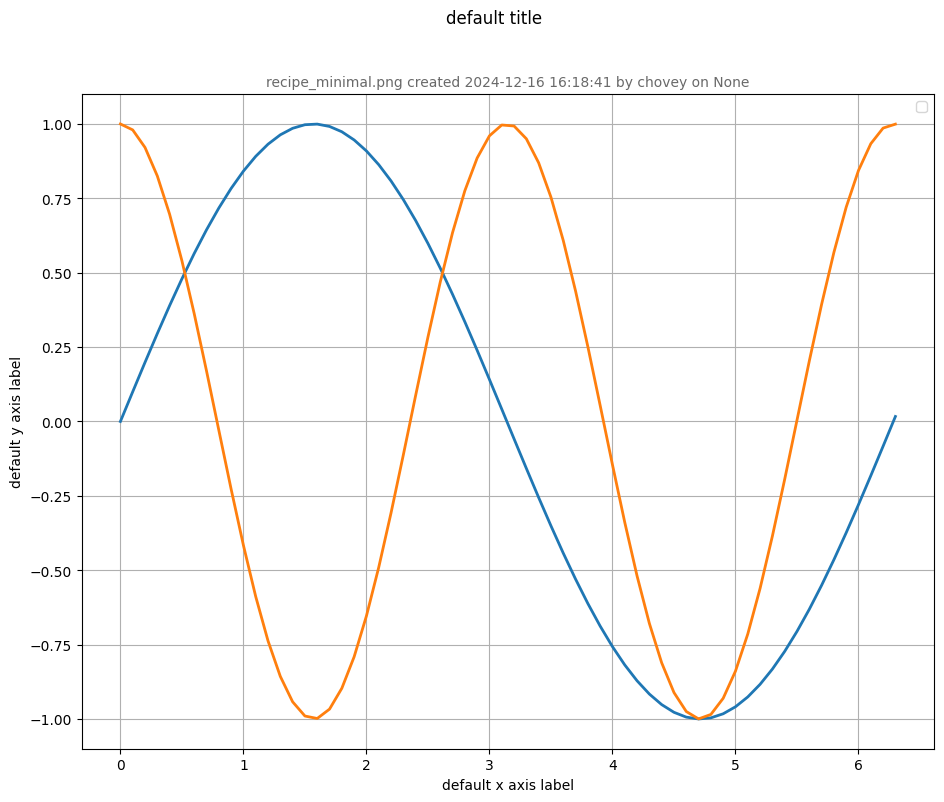 default title
recipe_minimal.png created 2024-12-16 16:18:41 by chovey on None
1.00
0.75
0.50
0.25
0.00
−0.25
−0.50
−0.75
−1.00
default y axis label
0 1 2 3 4 5 6
default x axis label